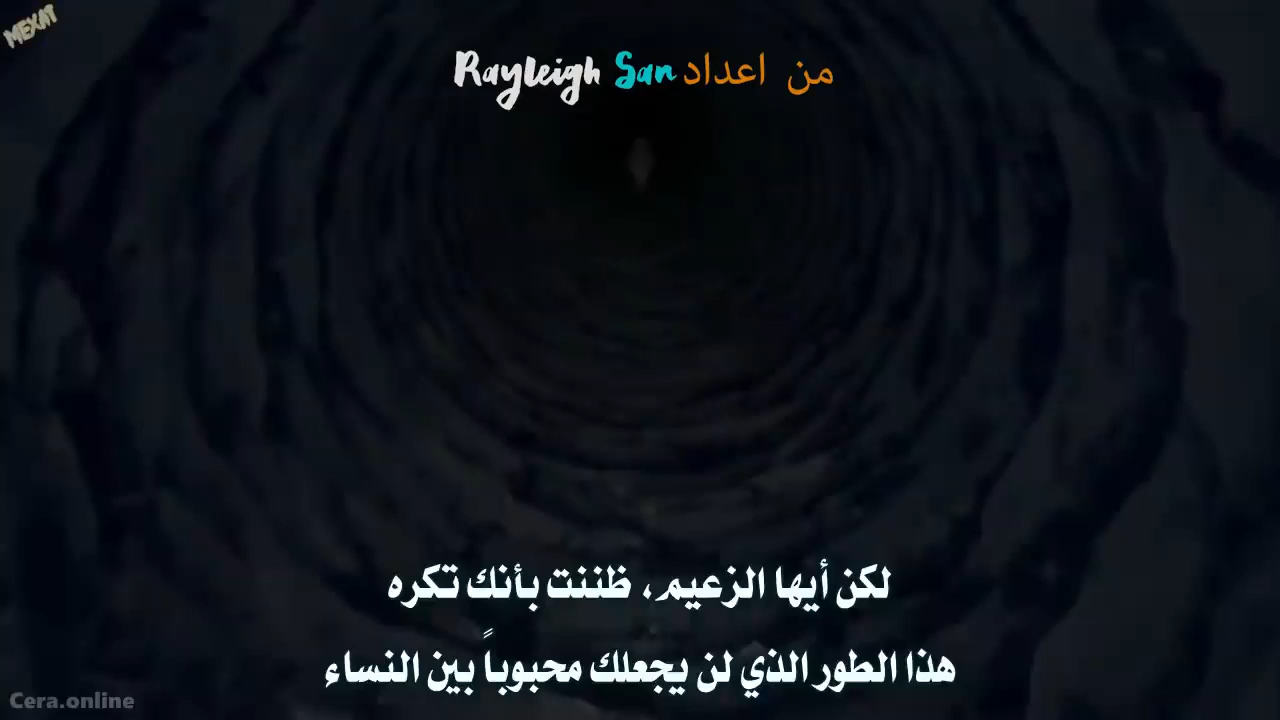 MEXAT
من اعداد Rayleigh San
لكن أيها الزعيم، ظننت بأنك تكره
هذا الطور الذي لن يجعلك محبوباً بين النساء
Cera.online